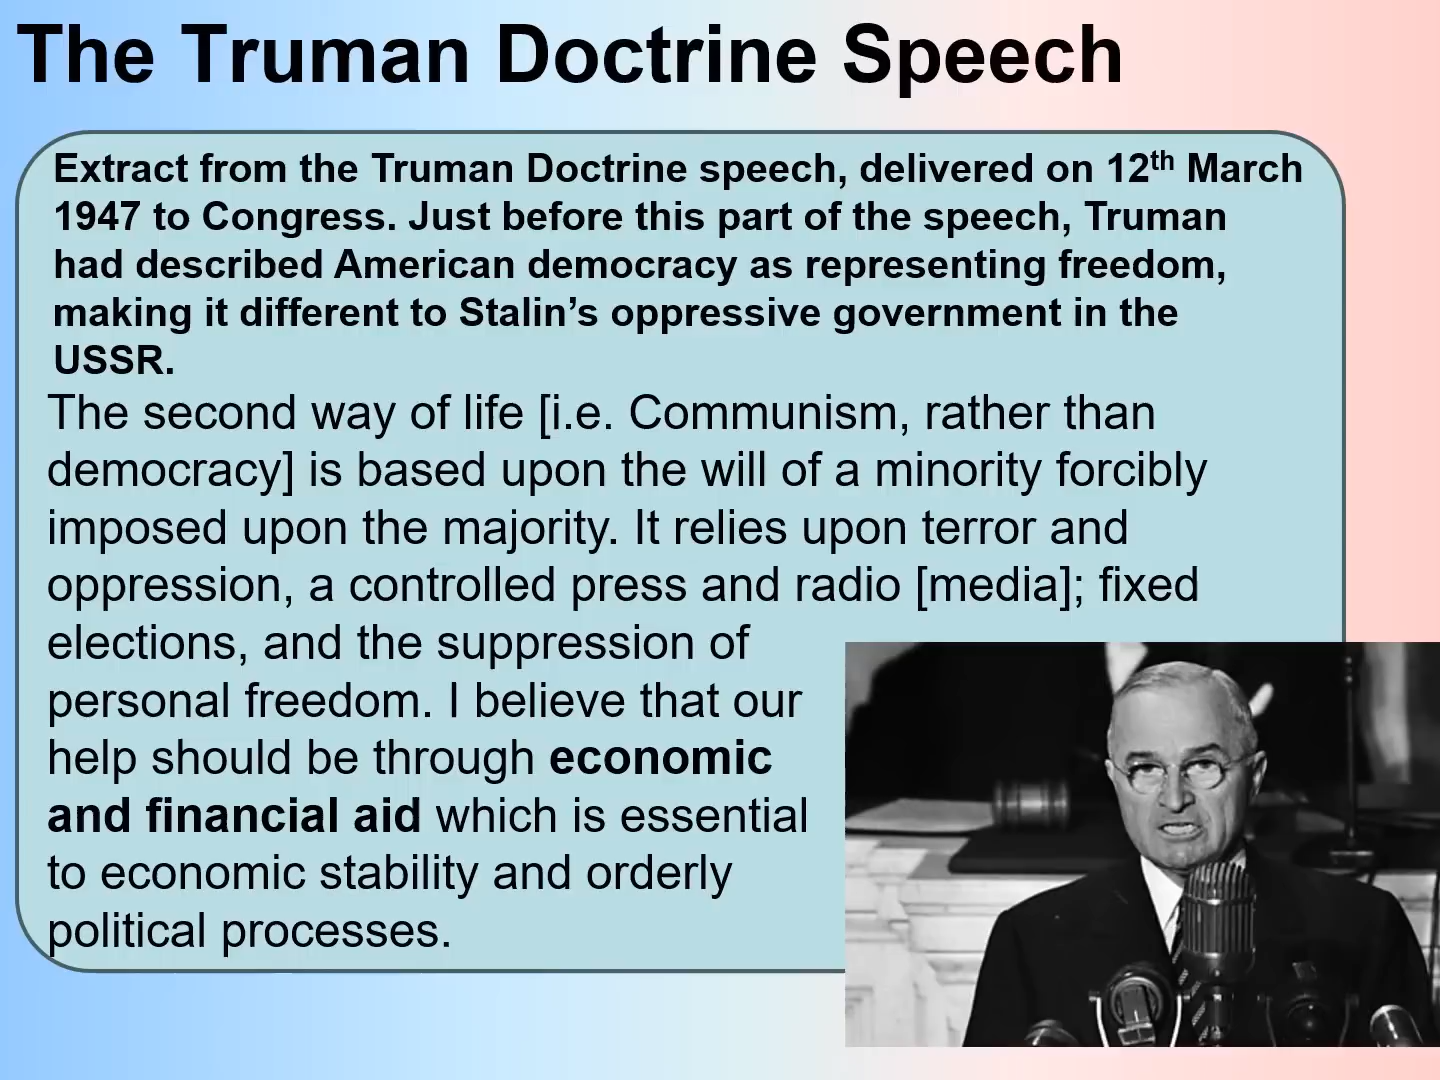 The Truman Doctrine Speech
Extract from the Truman Doctrine speech, delivered on 12th March
1947 to Congress. Just before this part of the speech, Truman
had described American democracy as representing freedom,
making it different to Stalin’s oppressive government in the
USSR.
The second way of life [i.e. Communism, rather than
democracy] is based upon the will of a minority forcibly
imposed upon the majority. It relies upon terror and
oppression, a controlled press and radio [media]; fixed
elections, and the suppression of
personal freedom. I believe that our
help should be through economic
and financial aid which is essential
to economic stability and orderly
political processes.